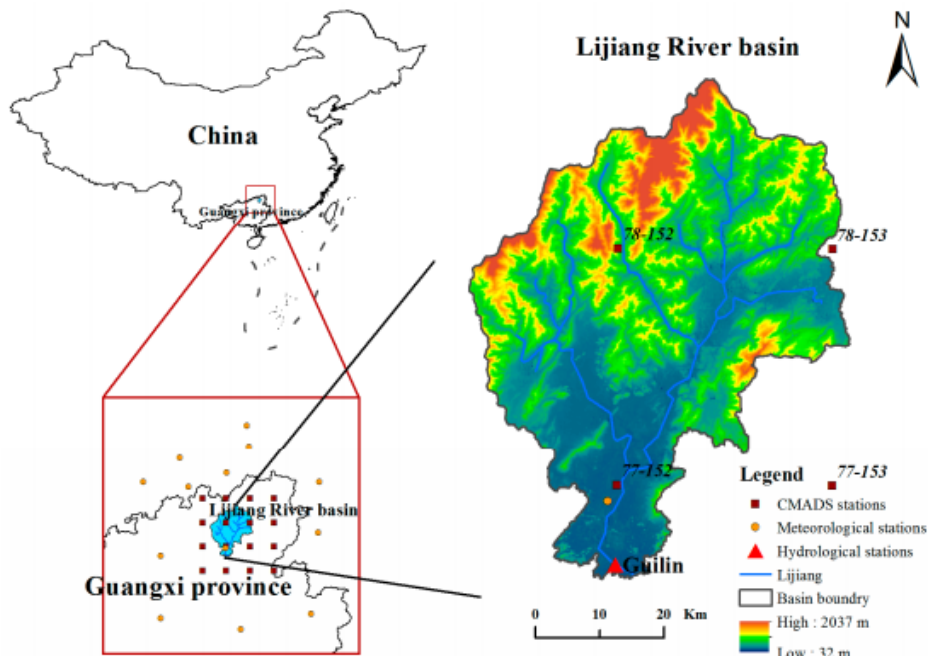 China
Guangxi province
Lijiang River basin
Guangxi province
Lijiang River basin
N
78-152
78-153
77-152
77-153
Guilin
0 10 20 Km
Legend
CMADS stations
Meteorological stations
Hydrological stations
Lijiang
Basin boundry
High : 2037 m
Low : 32 m